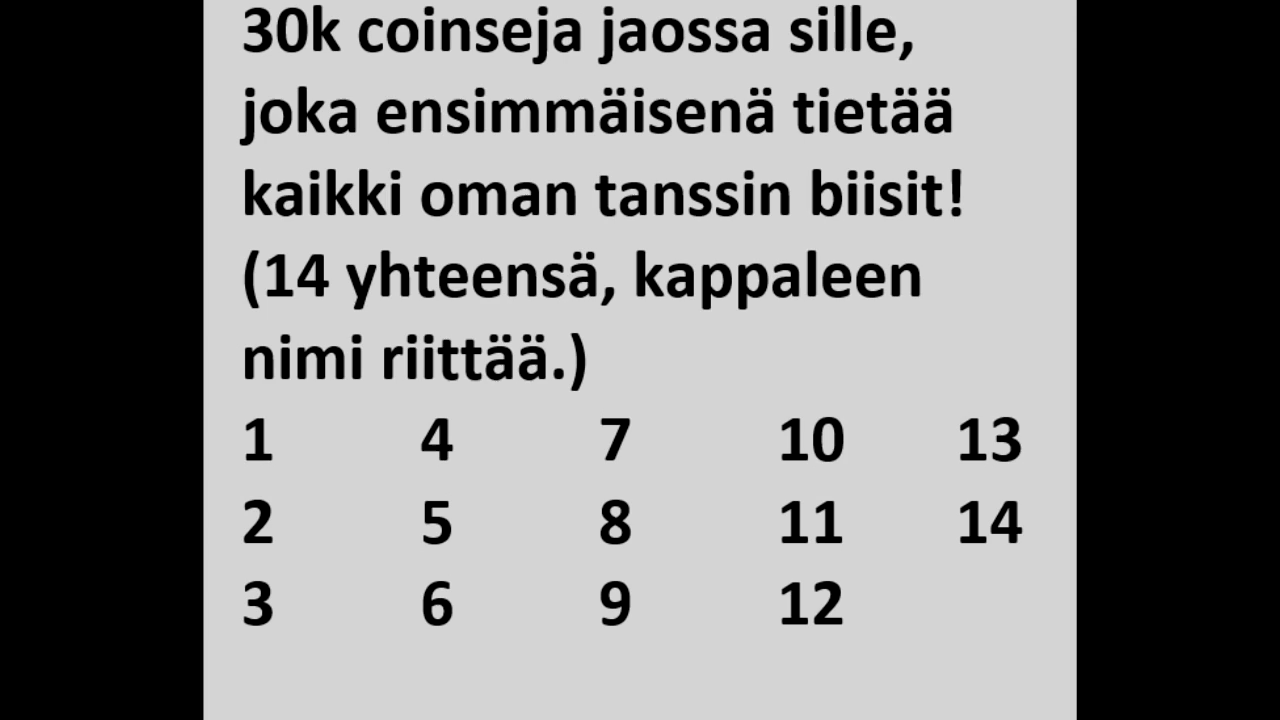 30k coinseja jaossa sille,
joka ensimmäisenä tietää
kaikki oman tanssin biisit!
(14 yhteensä, kappaleen
nimi riittää.)
1 4 7 10 13
2 5 8 11 14
3 6 9 12